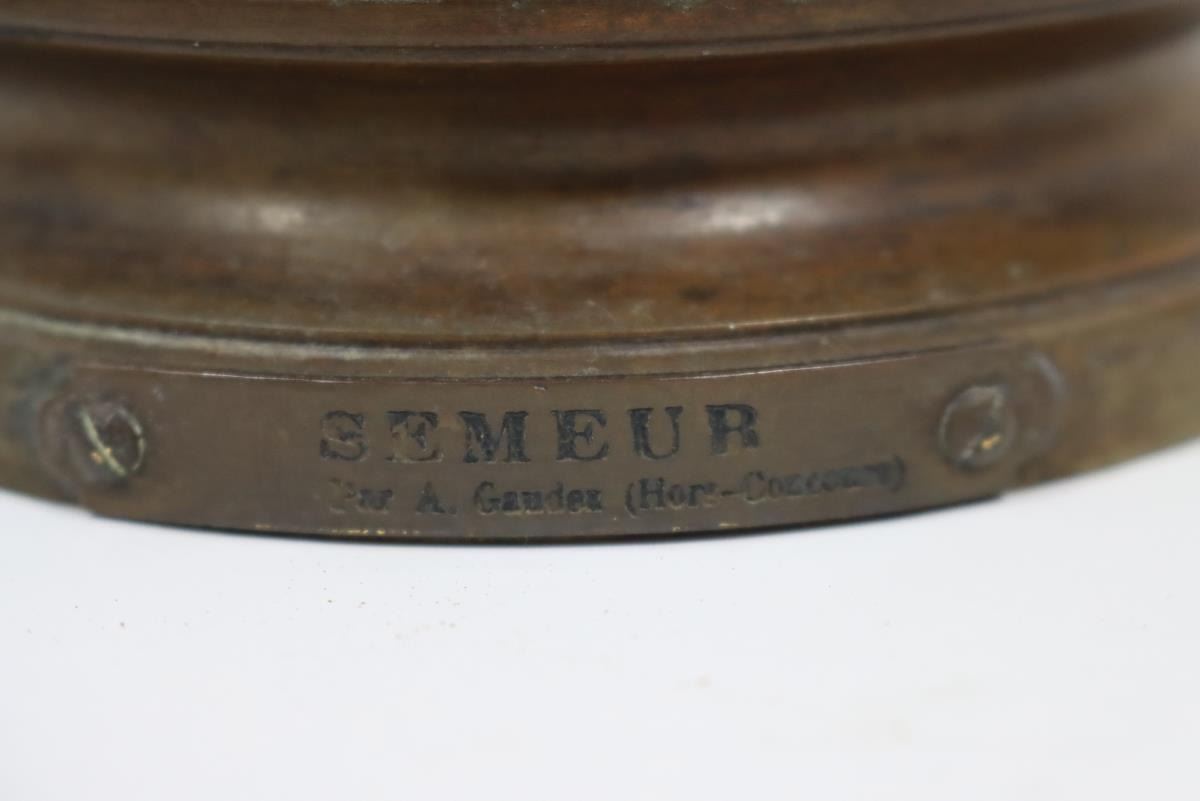 SEMEUR
Par A. Gaudez (Hors-Concours)